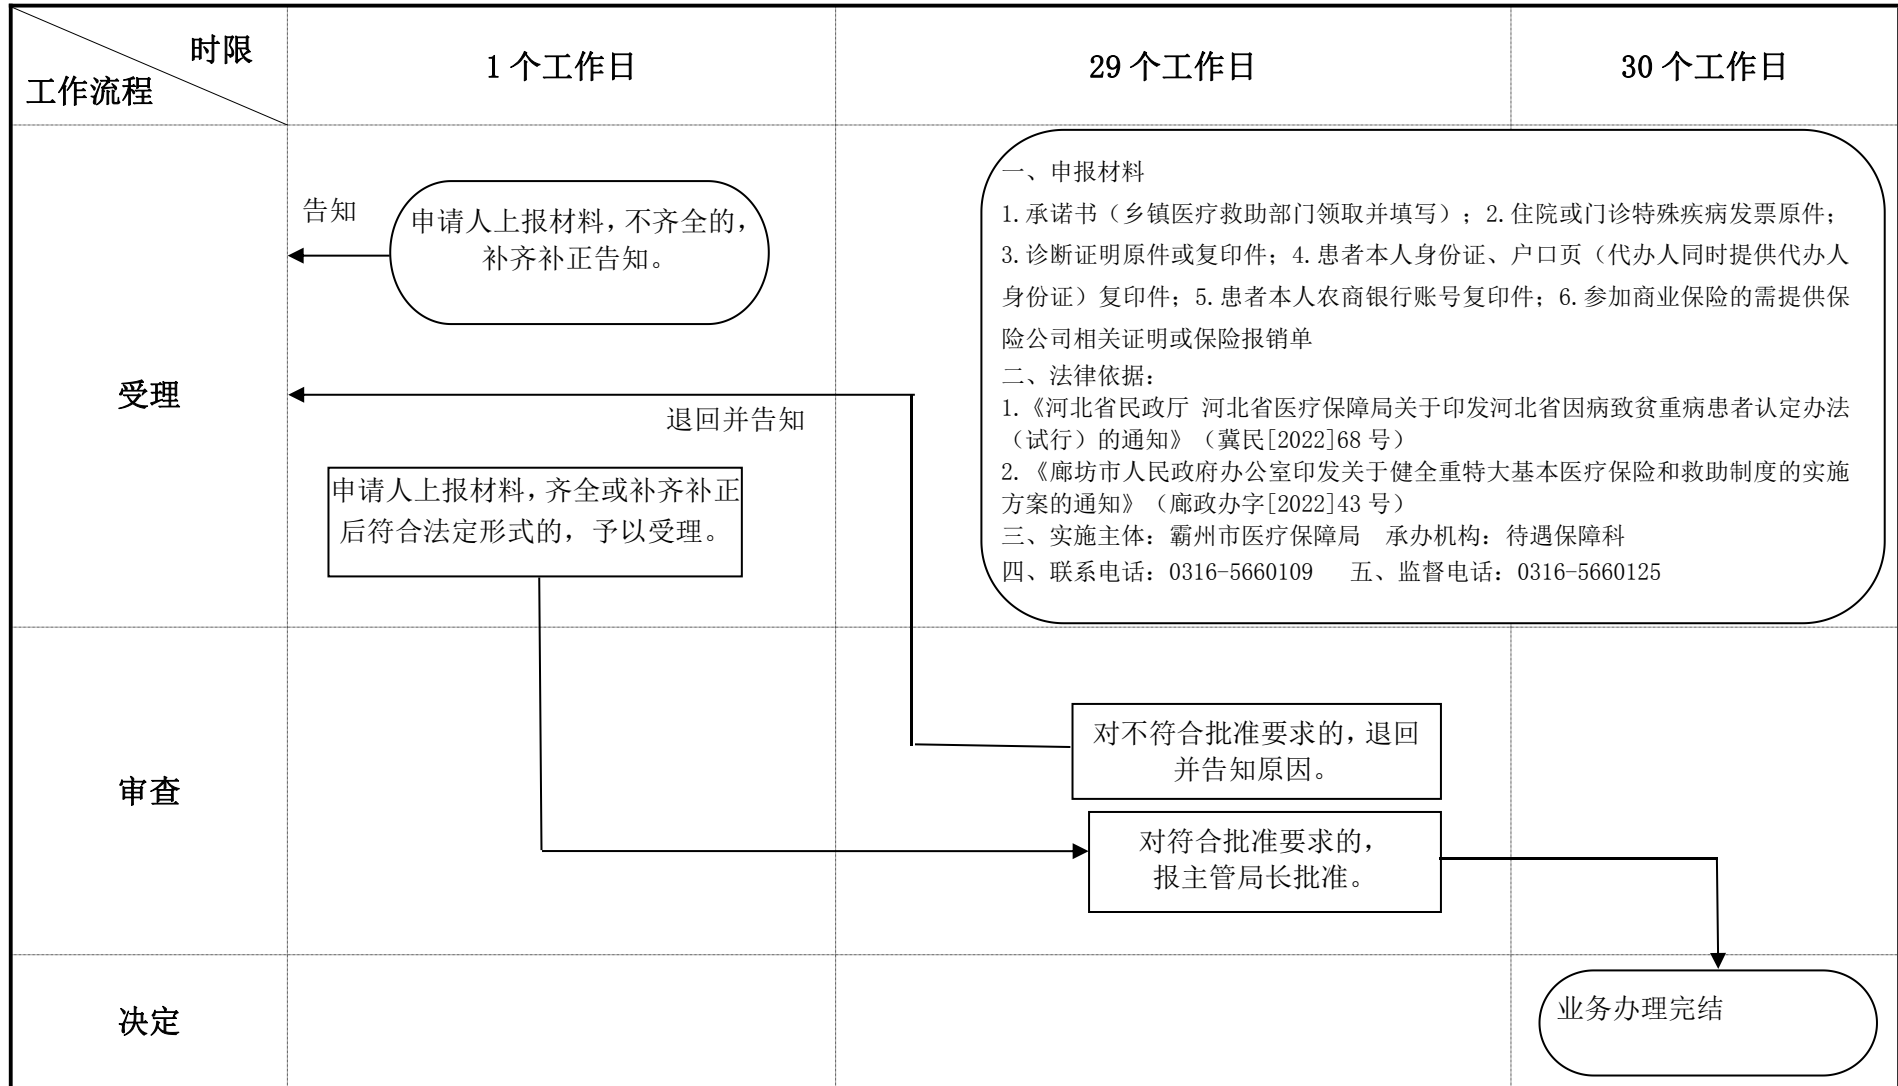 时限
工作流程
1 个工作日
29 个工作日
30 个工作日
受理
告知
申请人上报材料，不齐全的，
补齐补正告知。
退回并告知
申请人上报材料，齐全或补齐补正
后符合法定形式的，予以受理。
一、申报材料
1.承诺书（乡镇医疗救助部门领取并填写）；2.住院或门诊特殊疾病发票原件；
3.诊断证明原件或复印件；4.患者本人身份证、户口页（代办人同时提供代办人
身份证）复印件；5.患者本人农商银行账号复印件；6.参加商业保险的需提供保
险公司相关证明或保险报销单
二、法律依据：
1.《河北省民政厅 河北省医疗保障局关于印发河北省因病致贫重病患者认定办法
（试行）的通知》（冀民[2022]68 号）
2.《廊坊市人民政府办公室印发关于健全重特大基本医疗保险和救助制度的实施
方案的通知》（廊政办字[2022]43 号）
三、实施主体：霸州市医疗保障局 承办机构：待遇保障科
四、联系电话：0316-5660109 五、监督电话：0316-5660125
审查
对不符合批准要求的，退回
并告知原因。
对符合批准要求的，
报主管局长批准。
决定
业务办理完结